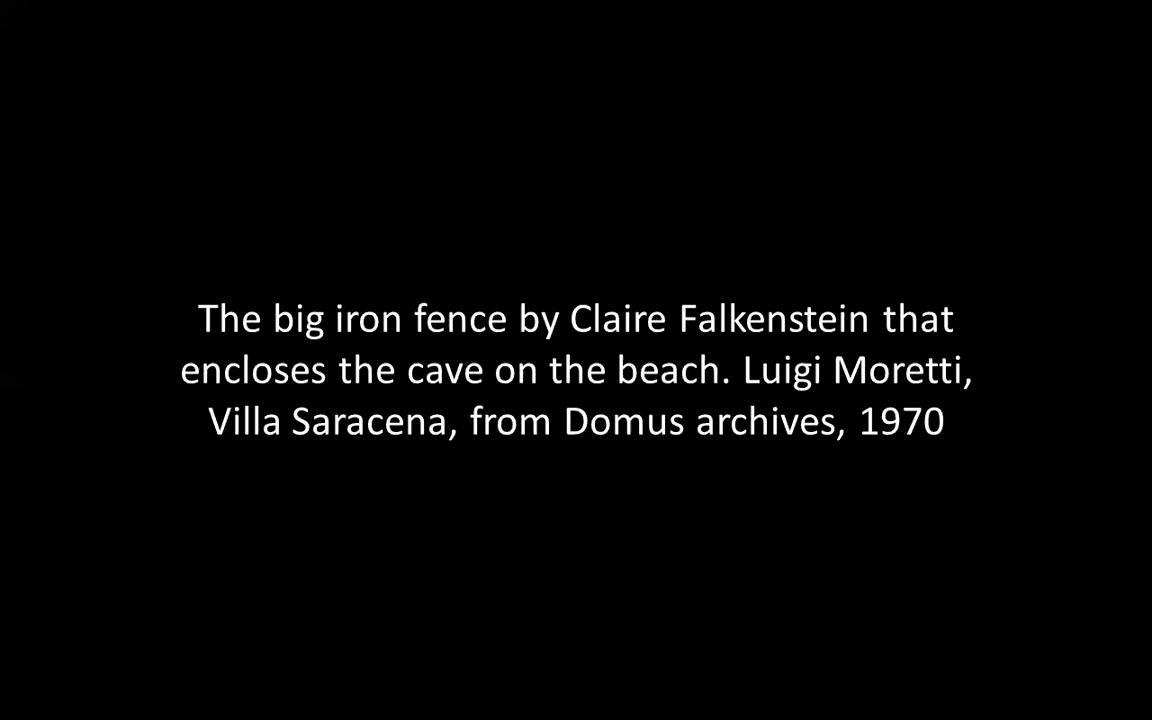 The big iron fence by Claire Falkenstein that
encloses the cave on the beach. Luigi Moretti,
Villa Saracena, from Domus archives, 1970